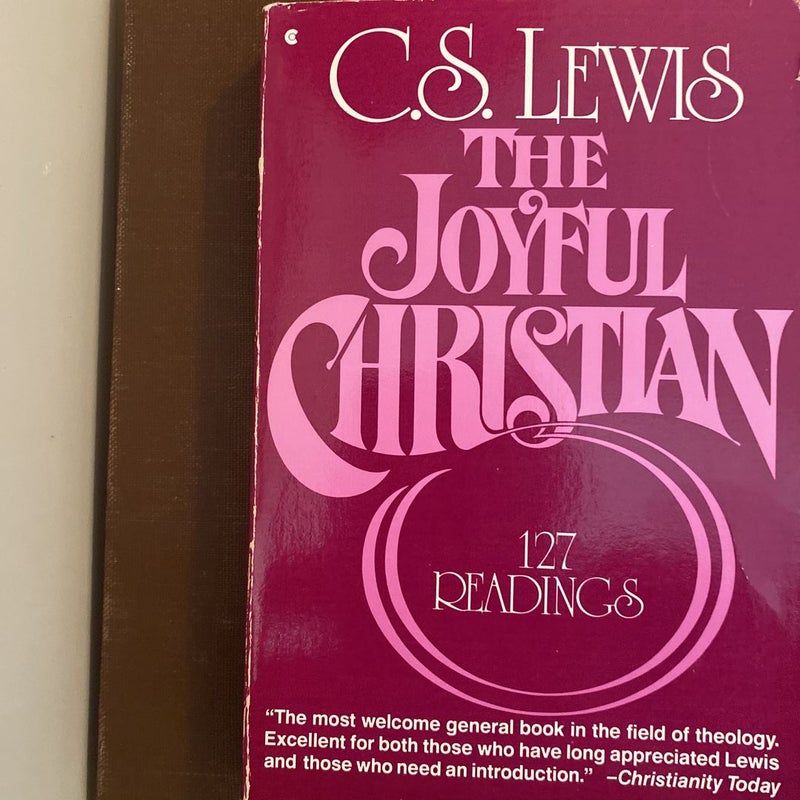 C.S. LEWIS
THE
JOYFUL
CHRISTIAN
127
READINGS
“The most welcome general book in the field of theology.
Excellent for both those who have long appreciated Lewis
and those who need an introduction.” –Christianity Today